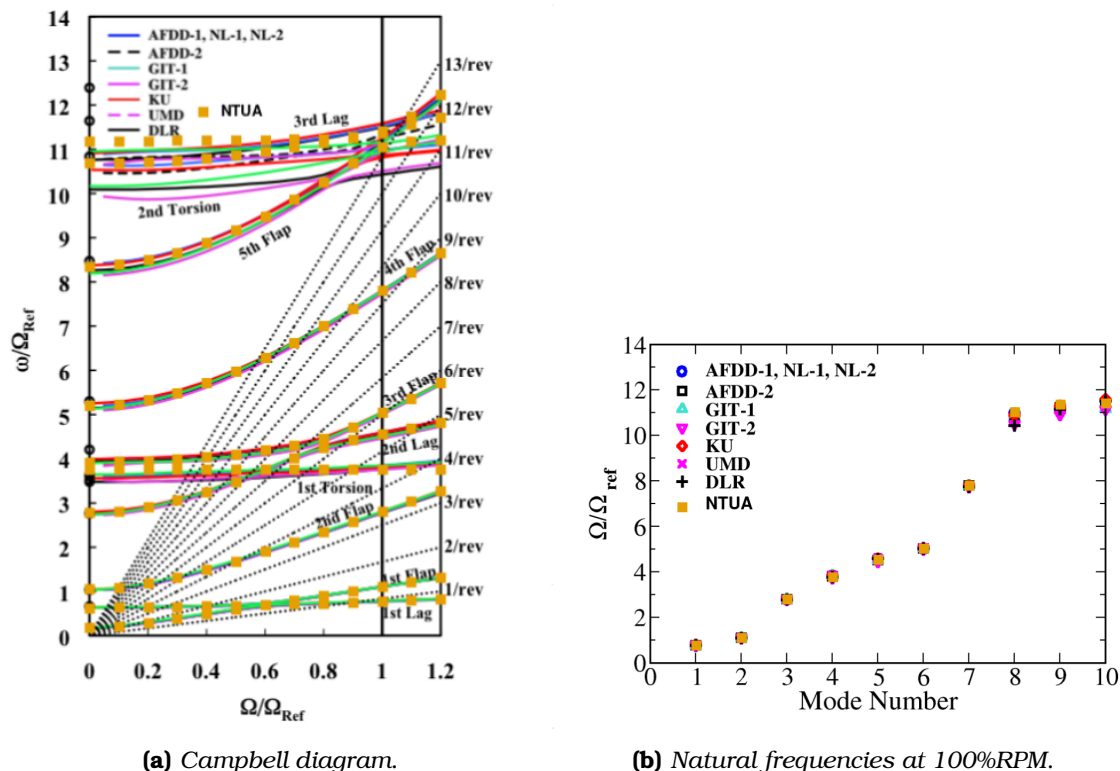 14
13
12
11
10
9
8
7
6
5
4
3
2
1
0
ω/Ω_Ref
AFDD-1, NL-1, NL-2
AFDD-2
GIT-1
GIT-2
KU
UMD
DLR
NTUA
3rd Lag
2nd Torsion
5th Flap
4th Flap
3rd Flap
2nd Lag
1st Torsion
2nd Flap
1st Flap
1st Lag
13/rev
12/rev
11/rev
10/rev
9/rev
8/rev
7/rev
6/rev
5/rev
4/rev
3/rev
2/rev
1/rev
0 0.2 0.4 0.6 0.8 1 1.2
Ω/Ω_Ref
(a) Campbell diagram.
14
12
10
8
6
4
2
0
Ω/Ω_ref
AFDD-1, NL-1, NL-2
AFDD-2
GIT-1
GIT-2
KU
UMD
DLR
NTUA
0 1 2 3 4 5 6 7 8 9 10
Mode Number
(b) Natural frequencies at 100%RPM.